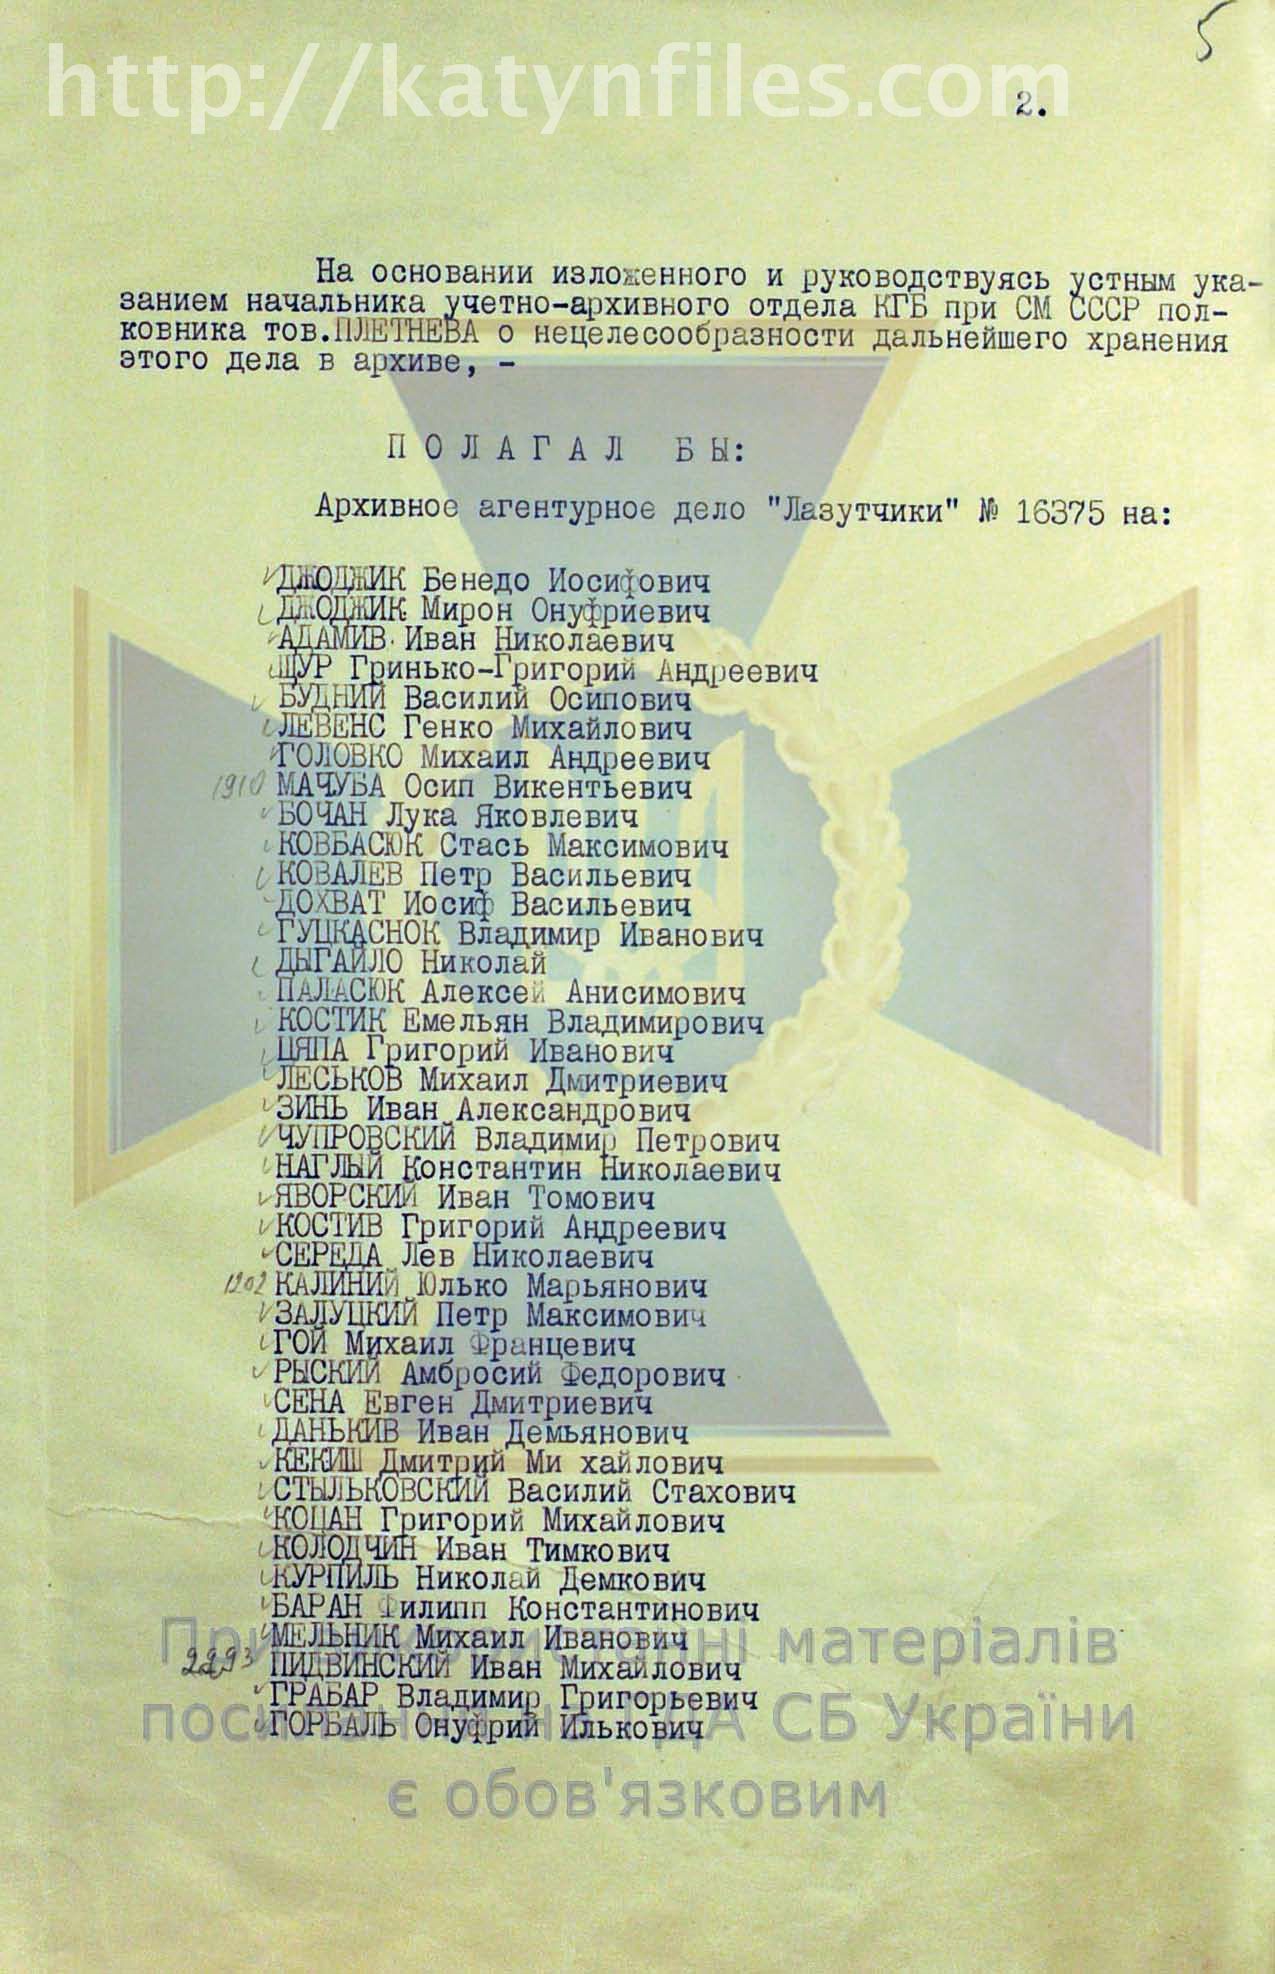 http://katynfiles.com
5
2.
На основании изложенного и руководствуясь устным ука-
занием начальника учетно-архивного отдела КГБ при СМ СССР пол-
ковника тов.ПЛЕТНЕВА о нецелесообразности дальнейшего хранения
этого дела в архиве, -
П О Л А Г А Л  Б Ы:
Архивное агентурное дело "Лазутчики" № 16375 на:
ДЖОДЖИК Бенедо Иосифович
ДЖОДЖИК Мирон Онуфриевич
АДАМИВ Иван Николаевич
ЩУР Гринько-Григорий Андреевич
БУДНИЙ Василий Осипович
ЛЕВЕНС Генко Михайлович
ГОЛОВКО Михаил Андреевич
1910 МАЧУБА Осип Викентьевич
БОЧАН Лука Яковлевич
КОВБАСЮК Стась Максимович
КОВАЛЕВ Петр Васильевич
ДОХВАТ Иосиф Васильевич
ГУЦКАСНОК Владимир Иванович
ДЫГАЙЛО Николай
ПАЛАСЮК Алексей Анисимович
КОСТИК Емельян Владимирович
ЦЯПА Григорий Иванович
ЛЕСЬКОВ Михаил Дмитриевич
ЗИНЬ Иван Александрович
ЧУПРОВСКИЙ Владимир Петрович
НАГЛЫЙ Константин Николаевич
ЯВОРСКИЙ Иван Томович
КОСТИВ Григорий Андреевич
СЕРЕДА Лев Николаевич
1202 КАЛИНИЙ Юлько Марьянович
ЗАЛУЦКИЙ Петр Максимович
ГОЙ Михаил Францевич
РЫСКИЙ Амбросий Федорович
СЕНА Евген Дмитриевич
ДАНЬКИВ Иван Демьянович
КЕКИШ Дмитрий Ми хайлович
СТЫЛЬКОВСКИЙ Василий Стахович
КОЦАН Григорий Михайлович
КОЛОДЧИН Иван Тимкович
КУРПИЛЬ Николай Демкович
БАРАН Филипп Константинович
МЕЛЬНИК Михаил Иванович
2293 ПИДВИНСКИЙ Иван Михайлович
ГРАБАР Владимир Григорьевич
ГОРБАЛЬ Онуфрий Илькович
матеріалів
СБ України
є обов'язковим